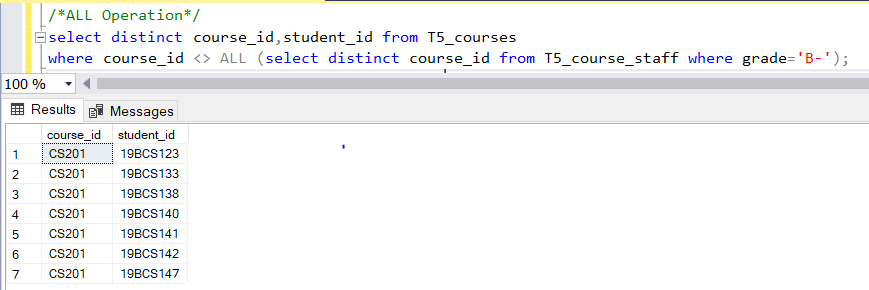 /*ALL Operation*/
select distinct course_id,student_id from T5_courses
where course_id <> ALL (select distinct course_id from T5_course_staff where grade='B-');
100 %
Results Messages
course_id student_id
1 CS201 19BCS123
2 CS201 19BCS133
3 CS201 19BCS138
4 CS201 19BCS140
5 CS201 19BCS141
6 CS201 19BCS142
7 CS201 19BCS147